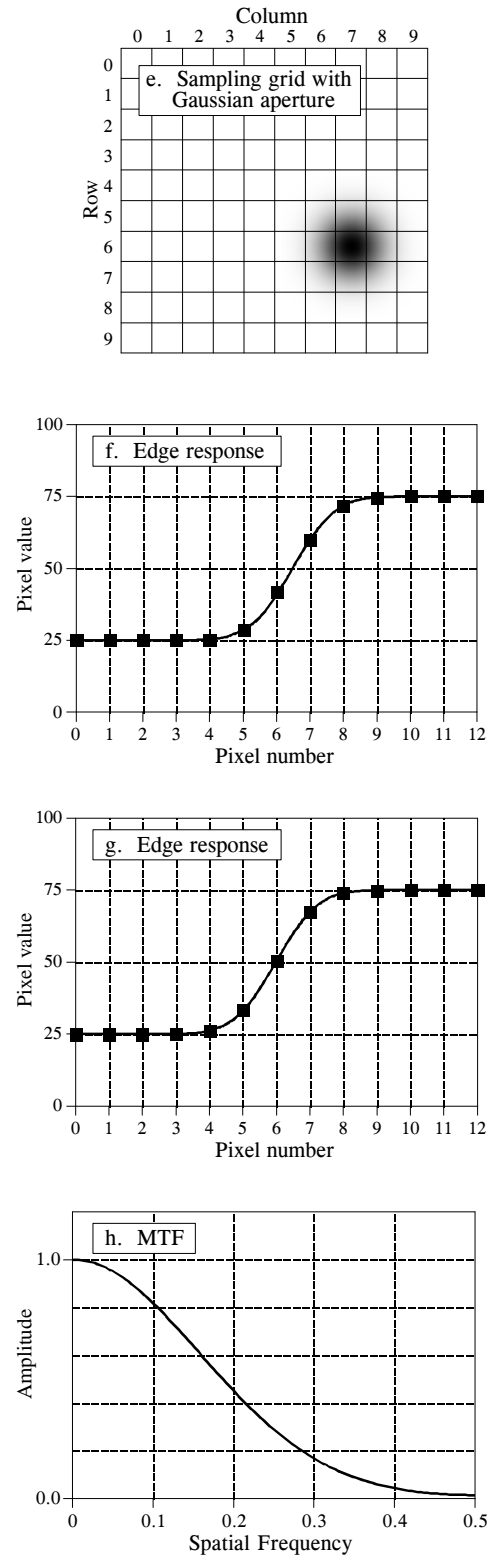 Column
0 1 2 3 4 5 6 7 8 9
e. Sampling grid with
Gaussian aperture
Row
0
1
2
3
4
5
6
7
8
9
f. Edge response
Pixel value
100
75
50
25
0
0 1 2 3 4 5 6 7 8 9 10 11 12
Pixel number
g. Edge response
Pixel value
100
75
50
25
0
0 1 2 3 4 5 6 7 8 9 10 11 12
Pixel number
h. MTF
Amplitude
1.0
0.0
0 0.1 0.2 0.3 0.4 0.5
Spatial Frequency